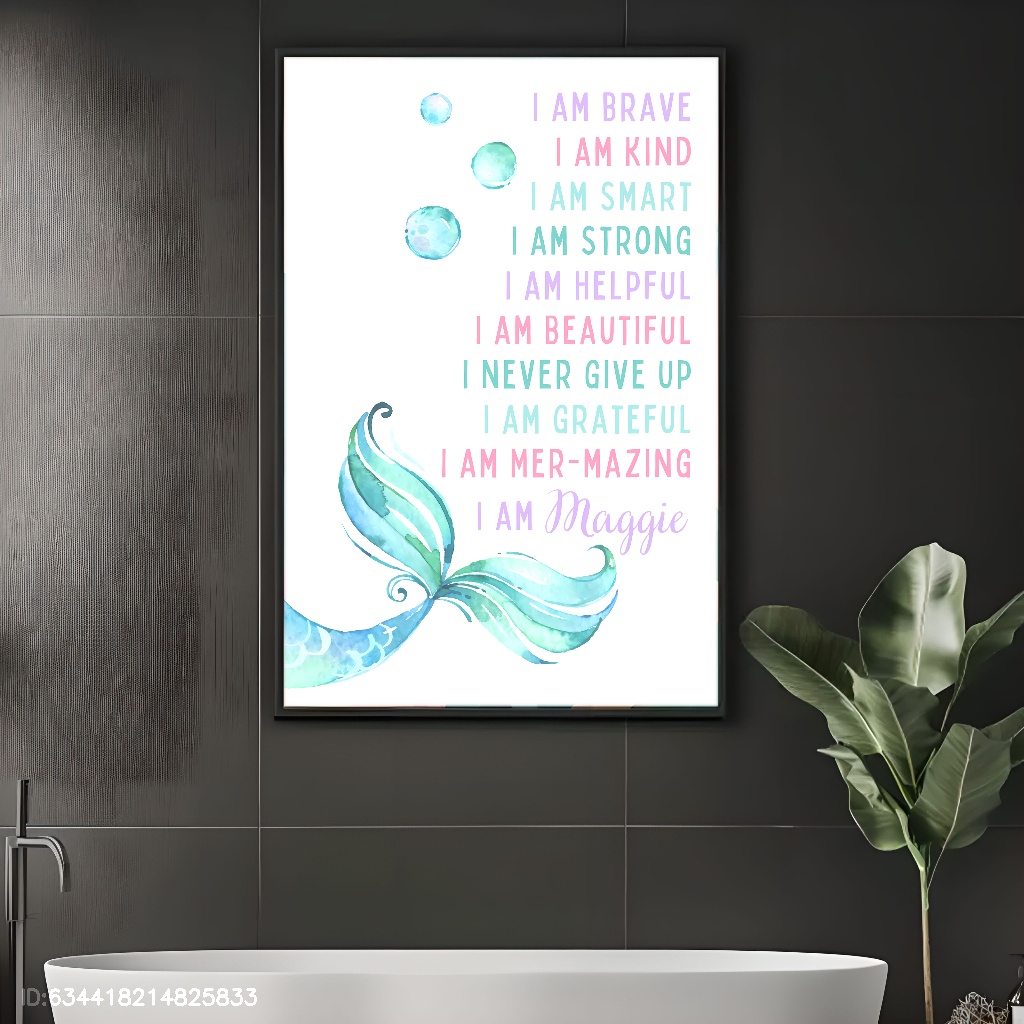 I AM BRAVE
I AM KIND
I AM SMART
I AM STRONG
I AM HELPFUL
I AM BEAUTIFUL
I NEVER GIVE UP
I AM GRATEFUL
I AM MER-MAZING
I AM Maggie
ID:634418214825833